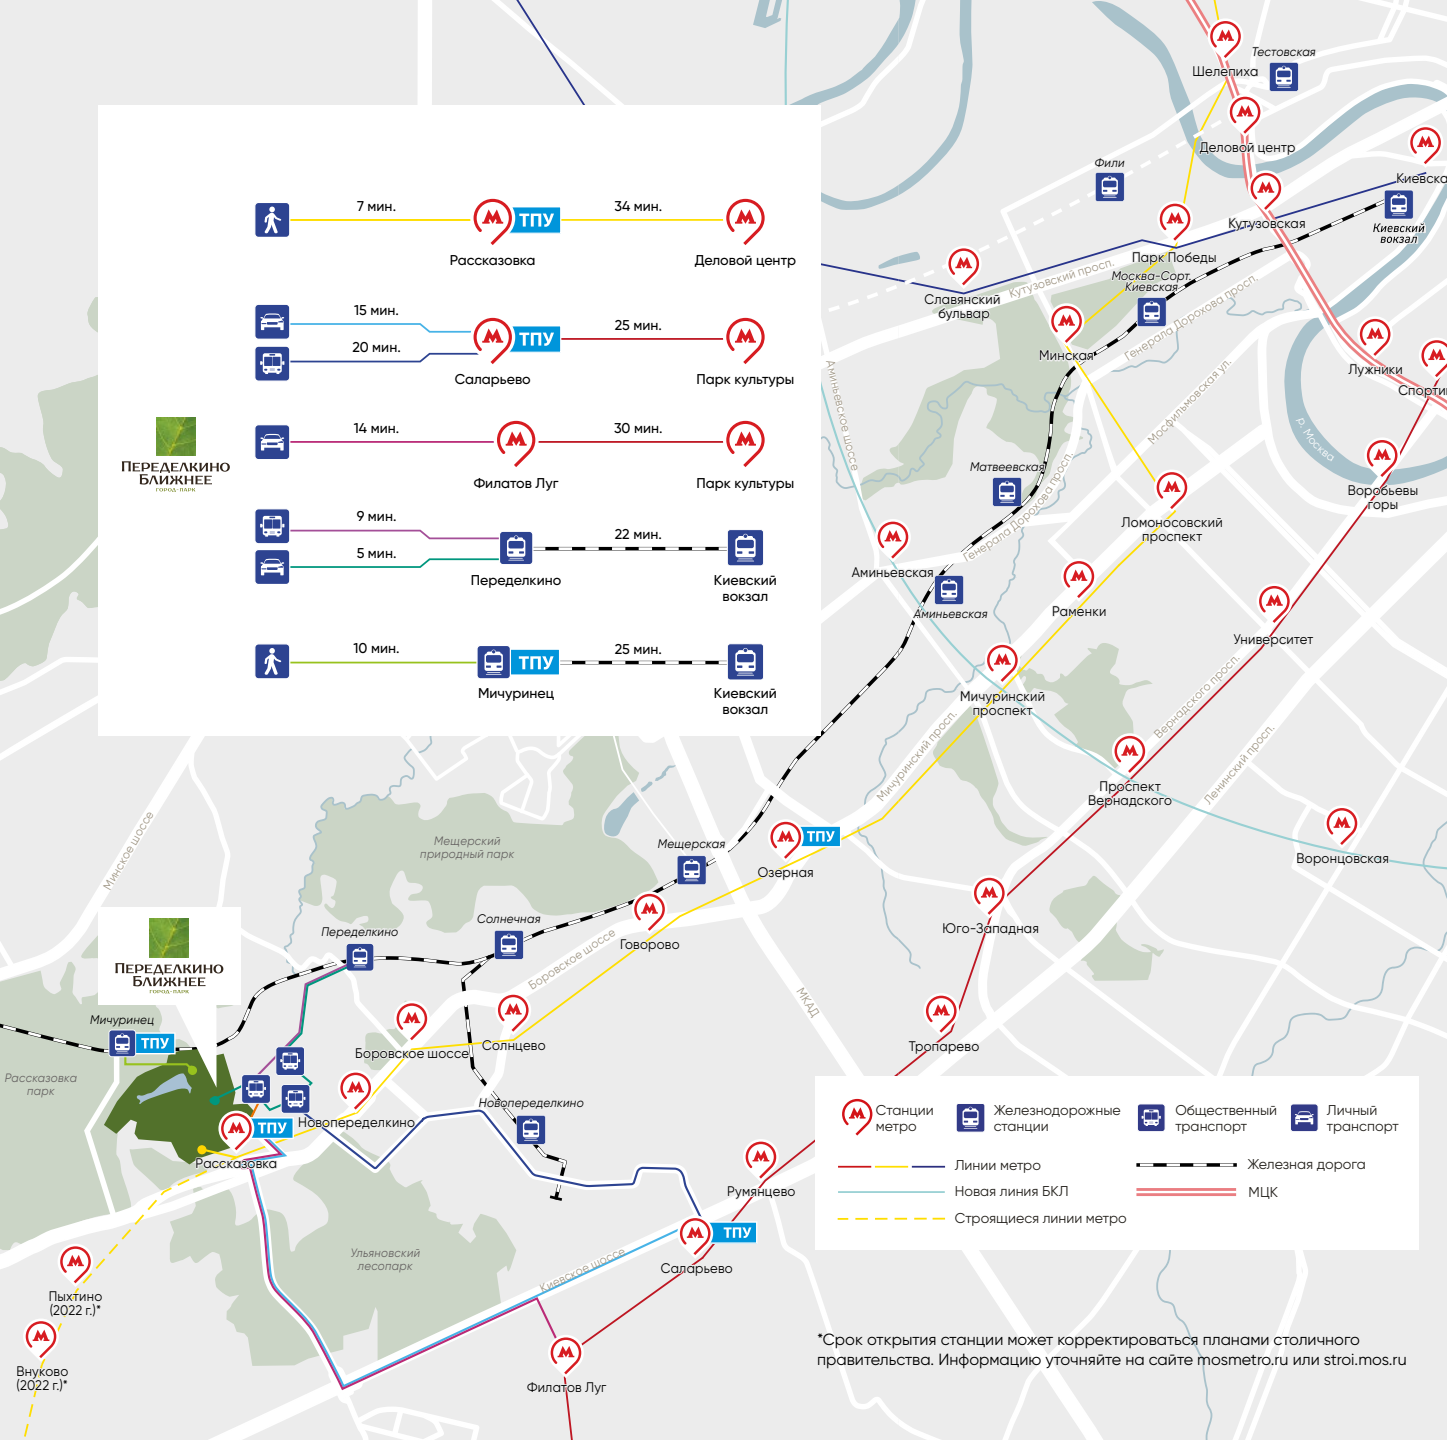 Тестовская
Шелепиха
Деловой центр
Фили
Киевска
Киевский
вокзал
Кутузовская
Парк Победы
Москва-Сорт.
Киевская
Кутузовский просп.
Славянский
бульвар
Генерала Дорохова просп.
Минская
Лужники
Спорти
Аминьевское шоссе
Мосфильмовская ул.
р. Москва
Матвеевская
Воробьевы
горы
Генерала Дорохова просп.
Ломоносовский
проспект
Аминьевская
Аминьевская
Раменки
Университет
Мичуринский
проспект
Вернадского просп.
Мичуринский просп.
Ленинский просп.
Проспект
Вернадского
Воронцовская
7 мин.
34 мин.
ТПУ
Рассказовка
Деловой центр
15 мин.
20 мин.
25 мин.
ТПУ
Саларьево
Парк культуры
14 мин.
30 мин.
Филатов Луг
Парк культуры
ПЕРЕДЕЛКИНО
БЛИЖНЕЕ
ГОРОД-ПАРК
9 мин.
5 мин.
22 мин.
Переделкино
Киевский
вокзал
10 мин.
25 мин.
ТПУ
Мичуринец
Киевский
вокзал
Минское шоссе
Мещерский
природный парк
Мещерская
ТПУ
Озерная
Солнечная
Переделкино
Говорово
Боровское шоссе
Юго-Западная
МКАД
ПЕРЕДЕЛКИНО
БЛИЖНЕЕ
ГОРОД-ПАРК
Мичуринец
ТПУ
Боровское шоссе
Солнцево
Тропарево
Рассказовка
парк
Новопеределкино
Новопеределкино
ТПУ
Рассказовка
Румянцево
Ульяновский
лесопарк
Киевское шоссе
ТПУ
Саларьево
Пыхтино
(2022 г.)*
Внуково
(2022 г.)*
Филатов Луг
Станции
метро
Железнодорожные
станции
Общественный
транспорт
Личный
транспорт
Линии метро
Железная дорога
Новая линия БКЛ
МЦК
Строящиеся линии метро
*Срок открытия станции может корректироваться планами столичного
правительства. Информацию уточняйте на сайте mosmetro.ru или stroi.mos.ru